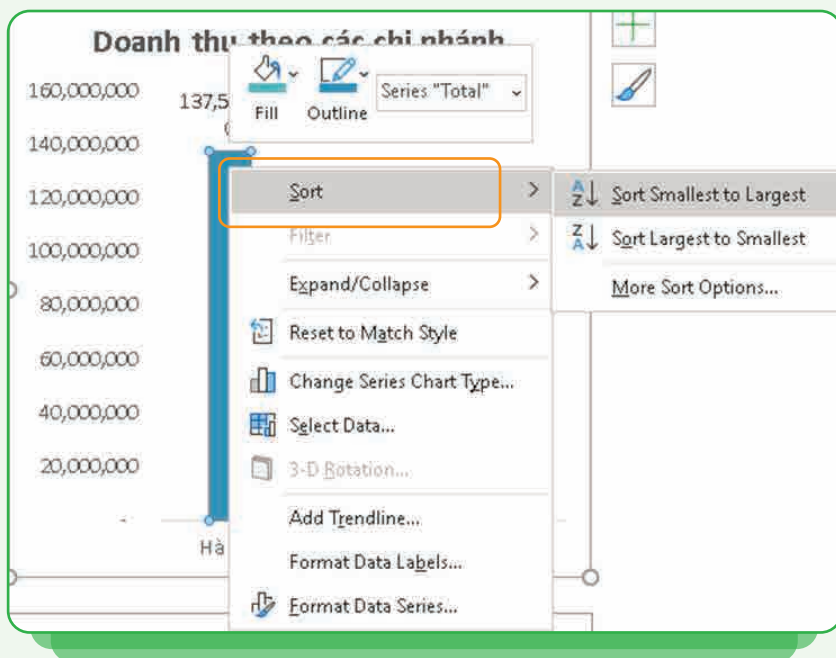 Doanh thu theo các chi nhánh
160,000,000
140,000,000
120,000,000
100,000,000
80,000,000
60,000,000
40,000,000
20,000,000
-
137,5
Hà
Fill
Outline
Series "Total"
Sort
Filter
Expand/Collapse
Reset to Match Style
Change Series Chart Type...
Select Data...
3-D Rotation...
Add Trendline...
Format Data Labels...
Format Data Series...
Sort Smallest to Largest
Sort Largest to Smallest
More Sort Options...